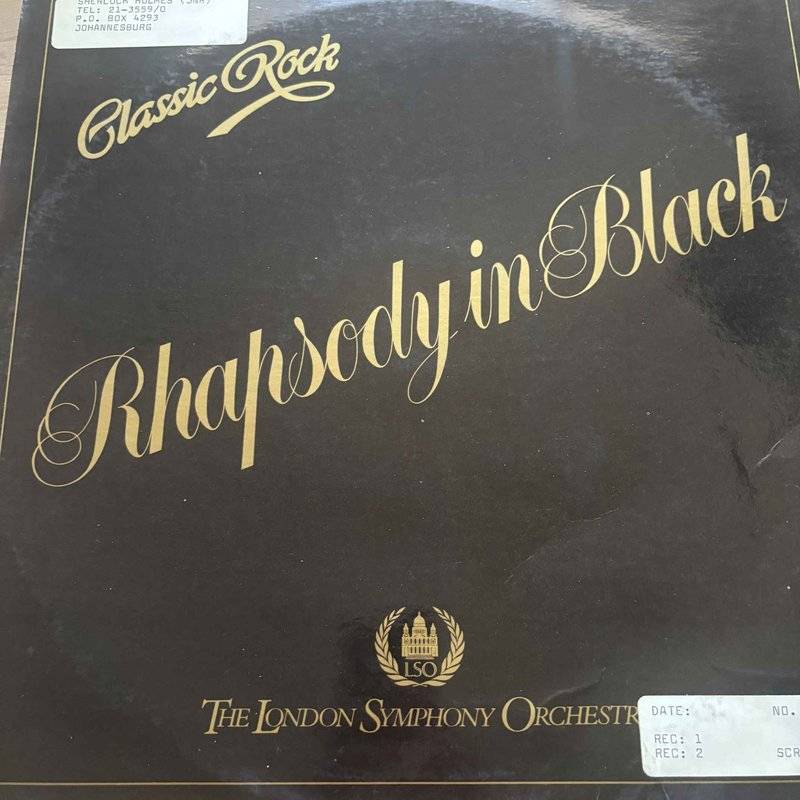 SHERLOCK HOLMES (JNR)
TEL: 21-3559/0
P.O. BOX 4293
JOHANNESBURG
Classic Rock
Rhapsody in Black
LSO
THE LONDON SYMPHONY ORCHESTR
DATE: NO.
REC: 1
REC: 2 SCR